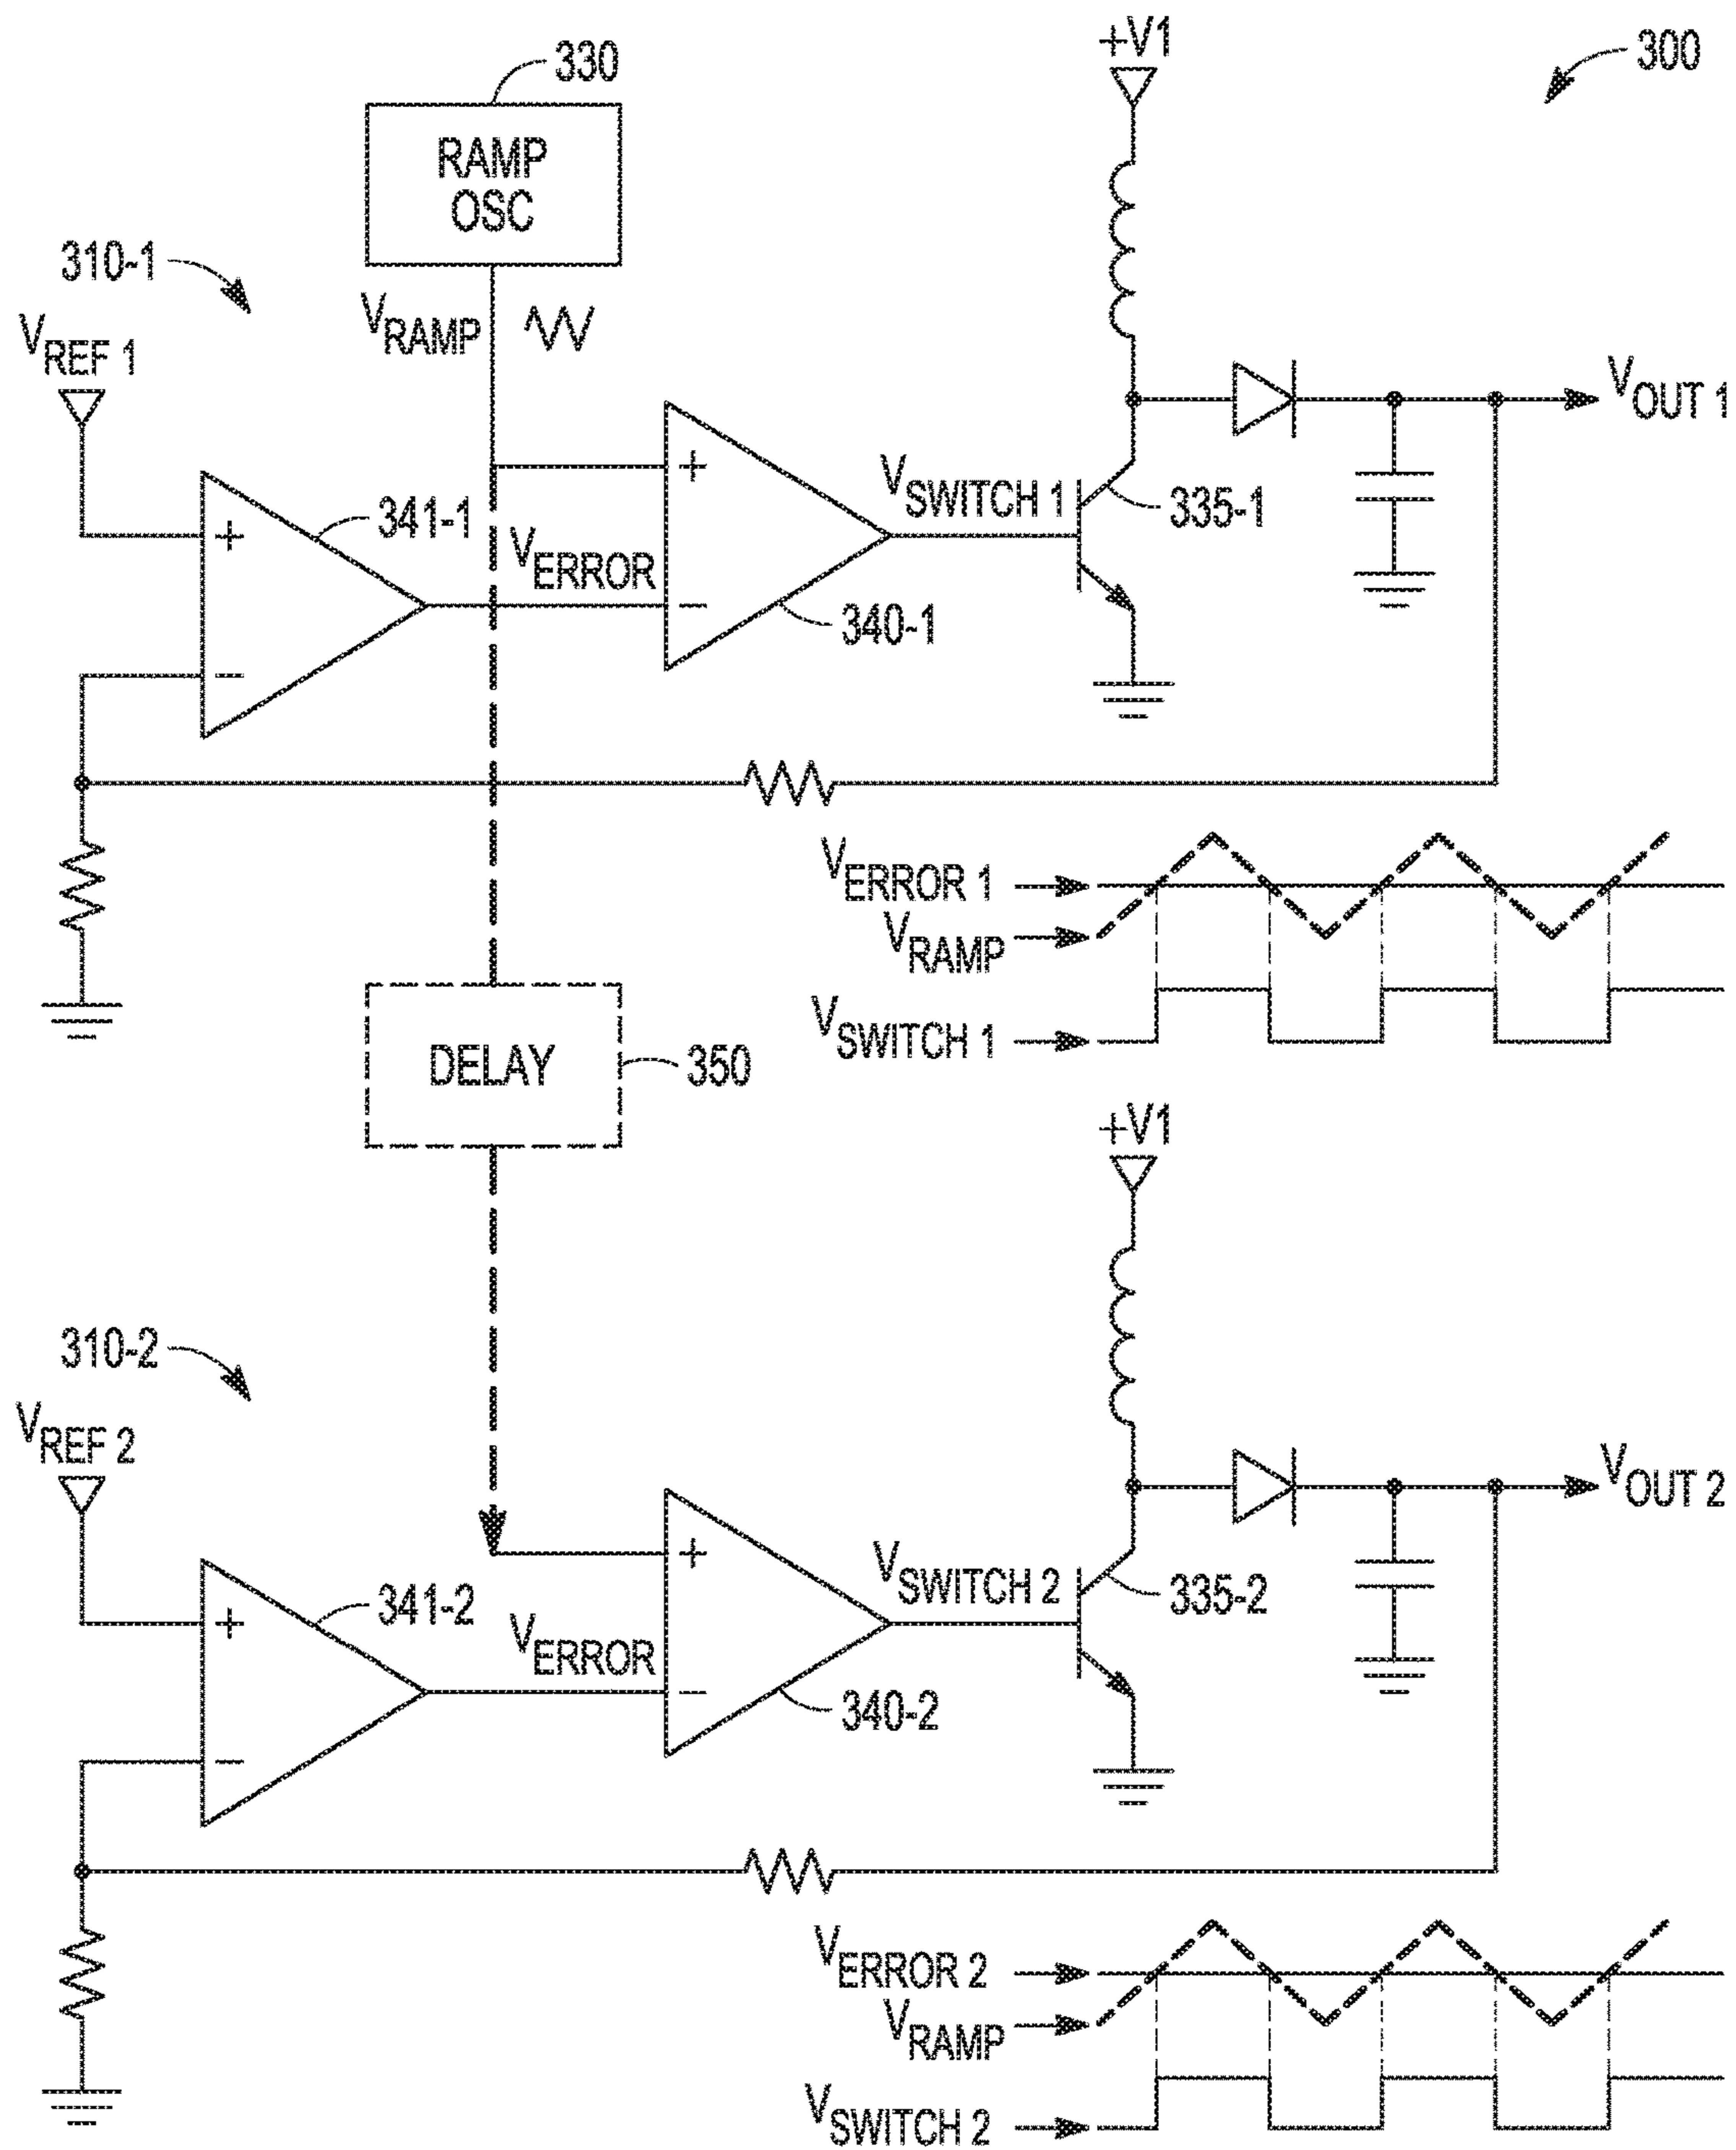 +V1
300
330
RAMP
OSC
310-1
VRAMP
VREF 1
VOUT 1
+
VSWITCH 1
335-1
341-1
+
VERROR
−
340-1
−
VERROR 1
VRAMP
VSWITCH 1
DELAY
350
+V1
310-2
VREF 2
VOUT 2
+
VSWITCH 2
335-2
341-2
+
VERROR
−
340-2
−
VERROR 2
VRAMP
VSWITCH 2